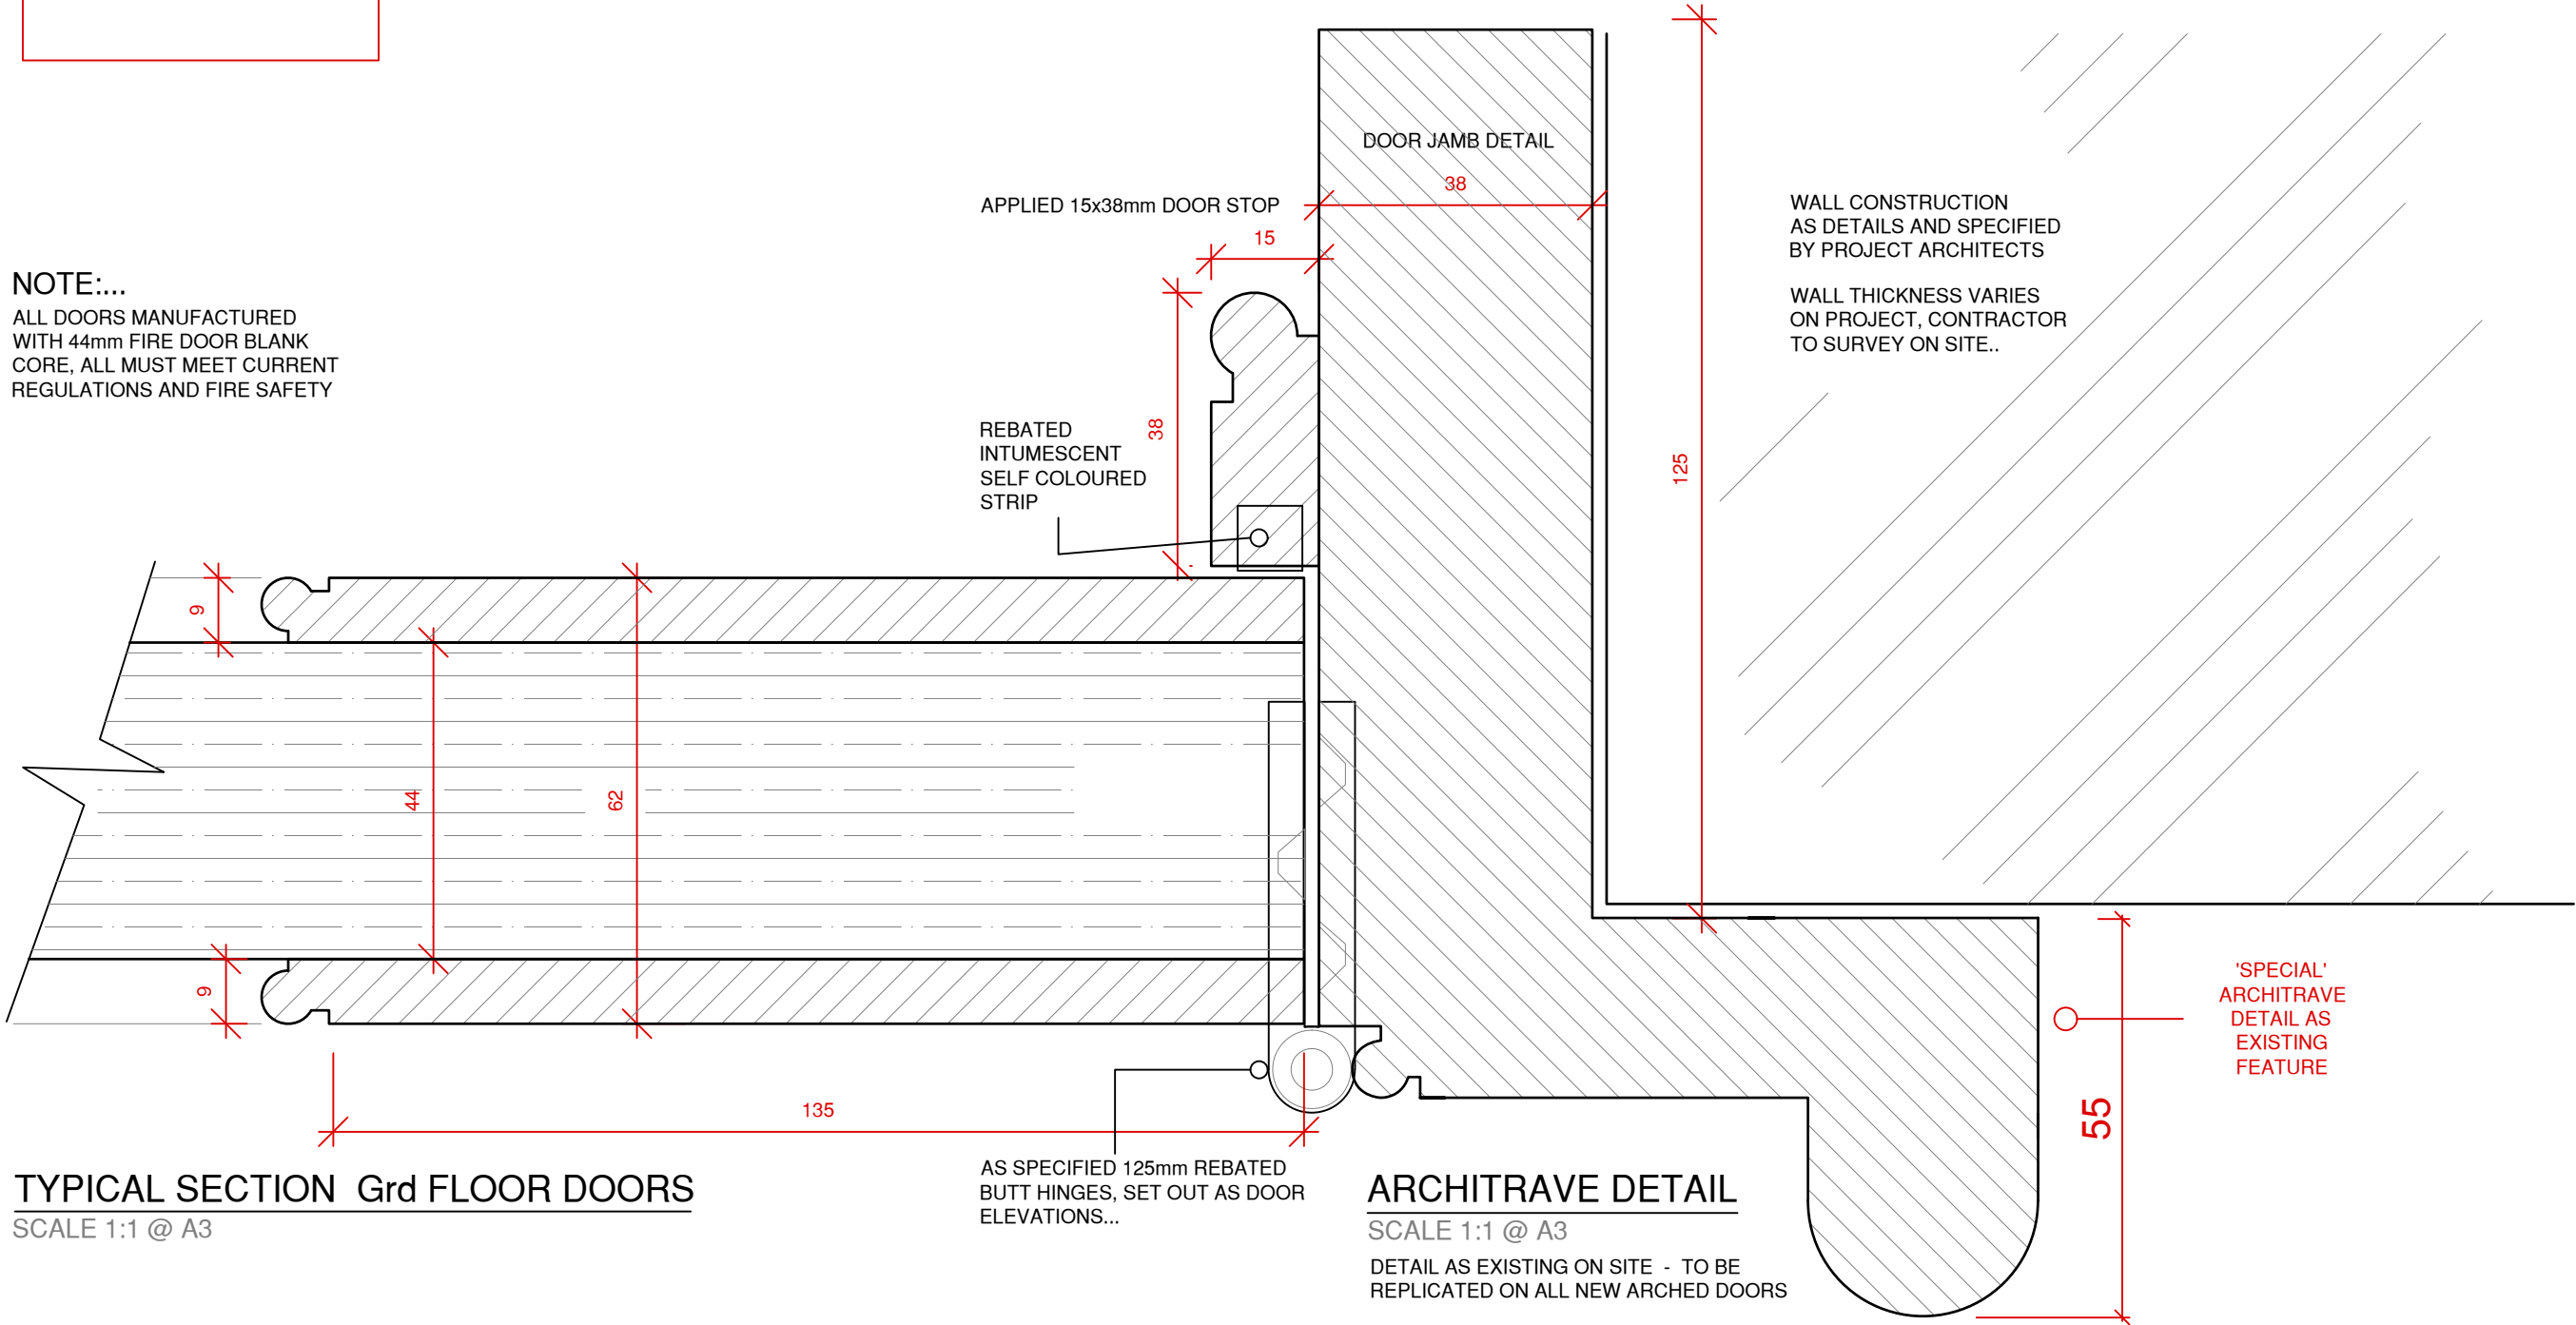 DOOR JAMB DETAIL
38
APPLIED 15x38mm DOOR STOP
15
WALL CONSTRUCTION
AS DETAILS AND SPECIFIED
BY PROJECT ARCHITECTS
WALL THICKNESS VARIES
ON PROJECT, CONTRACTOR
TO SURVEY ON SITE..
NOTE:...
ALL DOORS MANUFACTURED
WITH 44mm FIRE DOOR BLANK
CORE, ALL MUST MEET CURRENT
REGULATIONS AND FIRE SAFETY
REBATED
INTUMESCENT
SELF COLOURED
STRIP
38
125
9
44
62
9
'SPECIAL'
ARCHITRAVE
DETAIL AS
EXISTING
FEATURE
55
135
TYPICAL SECTION Grd FLOOR DOORS
SCALE 1:1 @ A3
AS SPECIFIED 125mm REBATED
BUTT HINGES, SET OUT AS DOOR
ELEVATIONS...
ARCHITRAVE DETAIL
SCALE 1:1 @ A3
DETAIL AS EXISTING ON SITE - TO BE
REPLICATED ON ALL NEW ARCHED DOORS